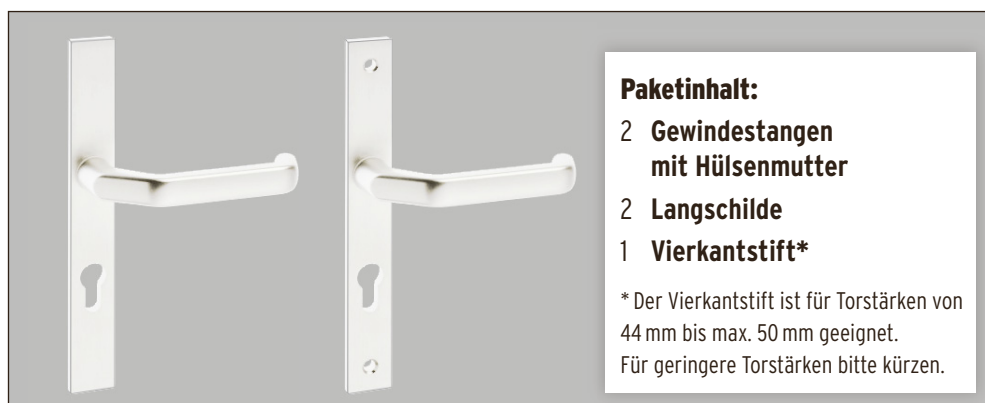 Paketinhalt:
2 Gewindestangen
mit Hülsenmutter
2 Langschilde
1 Vierkantstift*
* Der Vierkantstift ist für Torstärken von
44 mm bis max. 50 mm geeignet.
Für geringere Torstärken bitte kürzen.